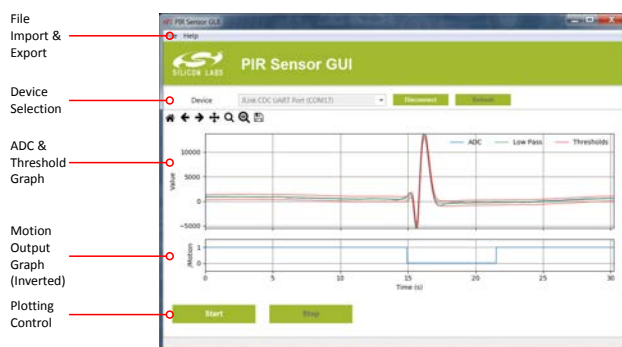 File
Import &
Export
Device
Selection
ADC &
Threshold
Graph
Motion
Output
Graph
(Inverted)
Plotting
Control
PIR Sensor GUI
Help
SILICON LABS
PIR Sensor GUI
Device
JLink CDC UART Port (COM17)
Disconnect
Refresh
ADC
Low Pass
Thresholds
Value
10000
5000
0
−5000
/Motion
1
0
0
5
10
15
20
25
30
Time (s)
Start
Stop